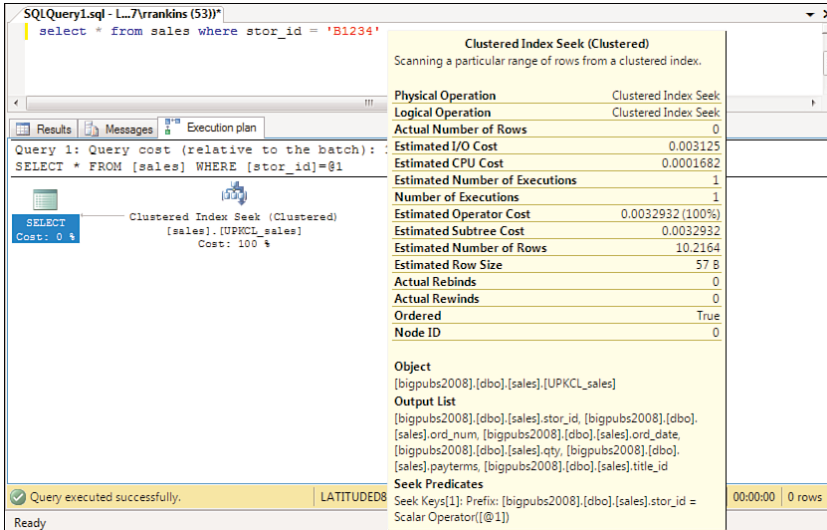 SQLQuery1.sql - L...7\rrankins (53))*
select * from sales where stor_id = 'B1234'
Results
Messages
Execution plan
Query 1: Query cost (relative to the batch):
SELECT * FROM [sales] WHERE [stor_id]=@1
SELECT
Cost: 0 %
Clustered Index Seek (Clustered)
[sales].[UPKCL_sales]
Cost: 100 %
Clustered Index Seek (Clustered)
Scanning a particular range of rows from a clustered index.
Physical Operation Clustered Index Seek
Logical Operation Clustered Index Seek
Actual Number of Rows 0
Estimated I/O Cost 0.003125
Estimated CPU Cost 0.0001682
Estimated Number of Executions 1
Number of Executions 1
Estimated Operator Cost 0.0032932 (100%)
Estimated Subtree Cost 0.0032932
Estimated Number of Rows 10.2164
Estimated Row Size 57 B
Actual Rebinds 0
Actual Rewinds 0
Ordered True
Node ID 0
Object
[bigpubs2008].[dbo].[sales].[UPKCL_sales]
Output List
[bigpubs2008].[dbo].[sales].stor_id, [bigpubs2008].[dbo].
[sales].ord_num, [bigpubs2008].[dbo].[sales].ord_date,
[bigpubs2008].[dbo].[sales].qty, [bigpubs2008].[dbo].
[sales].payterms, [bigpubs2008].[dbo].[sales].title_id
Seek Predicates
Seek Keys[1]: Prefix: [bigpubs2008].[dbo].[sales].stor_id =
Scalar Operator([@1])
Query executed successfully.
LATITUDED8
00:00:00
0 rows
Ready